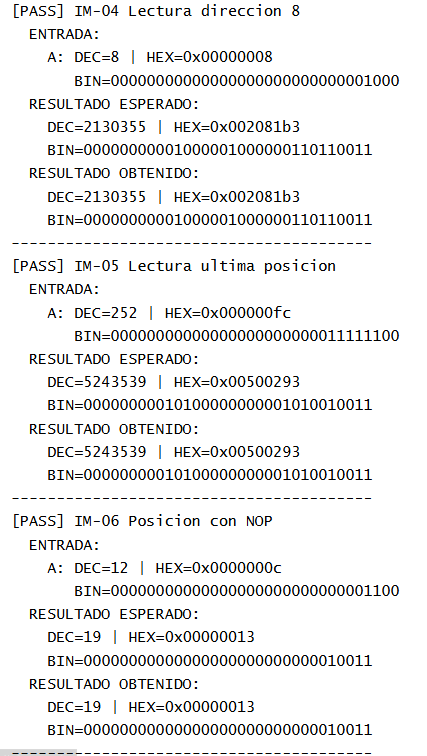 [PASS] IM-04 Lectura direccion 8
ENTRADA:
A: DEC=8 | HEX=0x00000008
BIN=00000000000000000000000000001000
RESULTADO ESPERADO:
DEC=2130355 | HEX=0x002081b3
BIN=00000000001000001000000110110011
RESULTADO OBTENIDO:
DEC=2130355 | HEX=0x002081b3
BIN=00000000001000001000000110110011
----------------------------------------
[PASS] IM-05 Lectura ultima posicion
ENTRADA:
A: DEC=252 | HEX=0x000000fc
BIN=00000000000000000000000011111100
RESULTADO ESPERADO:
DEC=5243539 | HEX=0x00500293
BIN=00000000010100000000001010010011
RESULTADO OBTENIDO:
DEC=5243539 | HEX=0x00500293
BIN=00000000010100000000001010010011
----------------------------------------
[PASS] IM-06 Posicion con NOP
ENTRADA:
A: DEC=12 | HEX=0x0000000c
BIN=00000000000000000000000000001100
RESULTADO ESPERADO:
DEC=19 | HEX=0x00000013
BIN=00000000000000000000000000010011
RESULTADO OBTENIDO:
DEC=19 | HEX=0x00000013
BIN=00000000000000000000000000010011
----------------------------------------